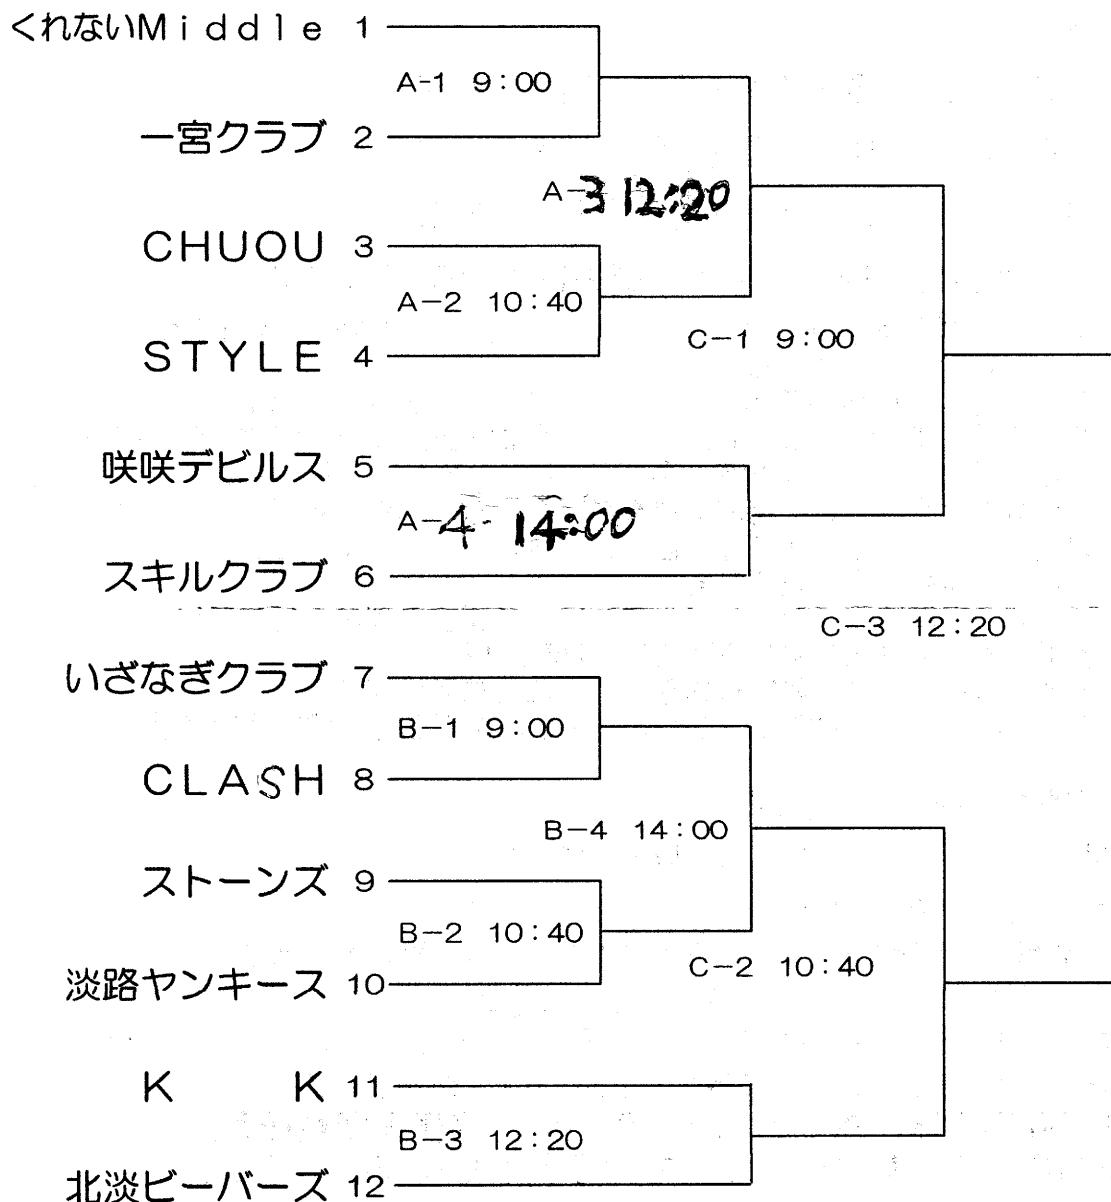 くれないMiddle 1
A-1 9:00
一宮クラブ 2
A-3 12:20
CHUOU 3
A-2 10:40
C-1 9:00
STYLE 4
咲咲デビルス 5
A-4 14:00
スキルクラブ 6
C-3 12:20
いざなぎクラブ 7
B-1 9:00
CLASH 8
B-4 14:00
ストーンズ 9
B-2 10:40
C-2 10:40
淡路ヤンキース 10
K K 11
B-3 12:20
北淡ビーバーズ 12